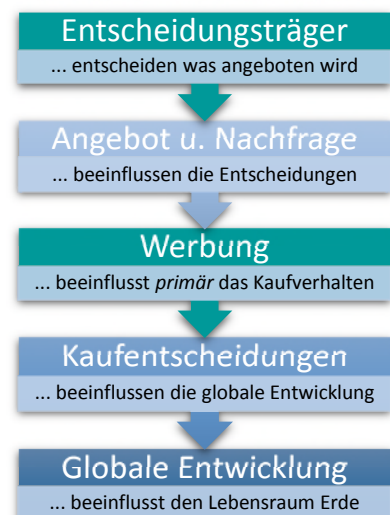 Entscheidungsträger
... entscheiden was angeboten wird
Angebot u. Nachfrage
... beeinflussen die Entscheidungen
Werbung
... beeinflusst primär das Kaufverhalten
Kaufentscheidungen
... beeinflussen die globale Entwicklung
Globale Entwicklung
... beeinflusst den Lebensraum Erde